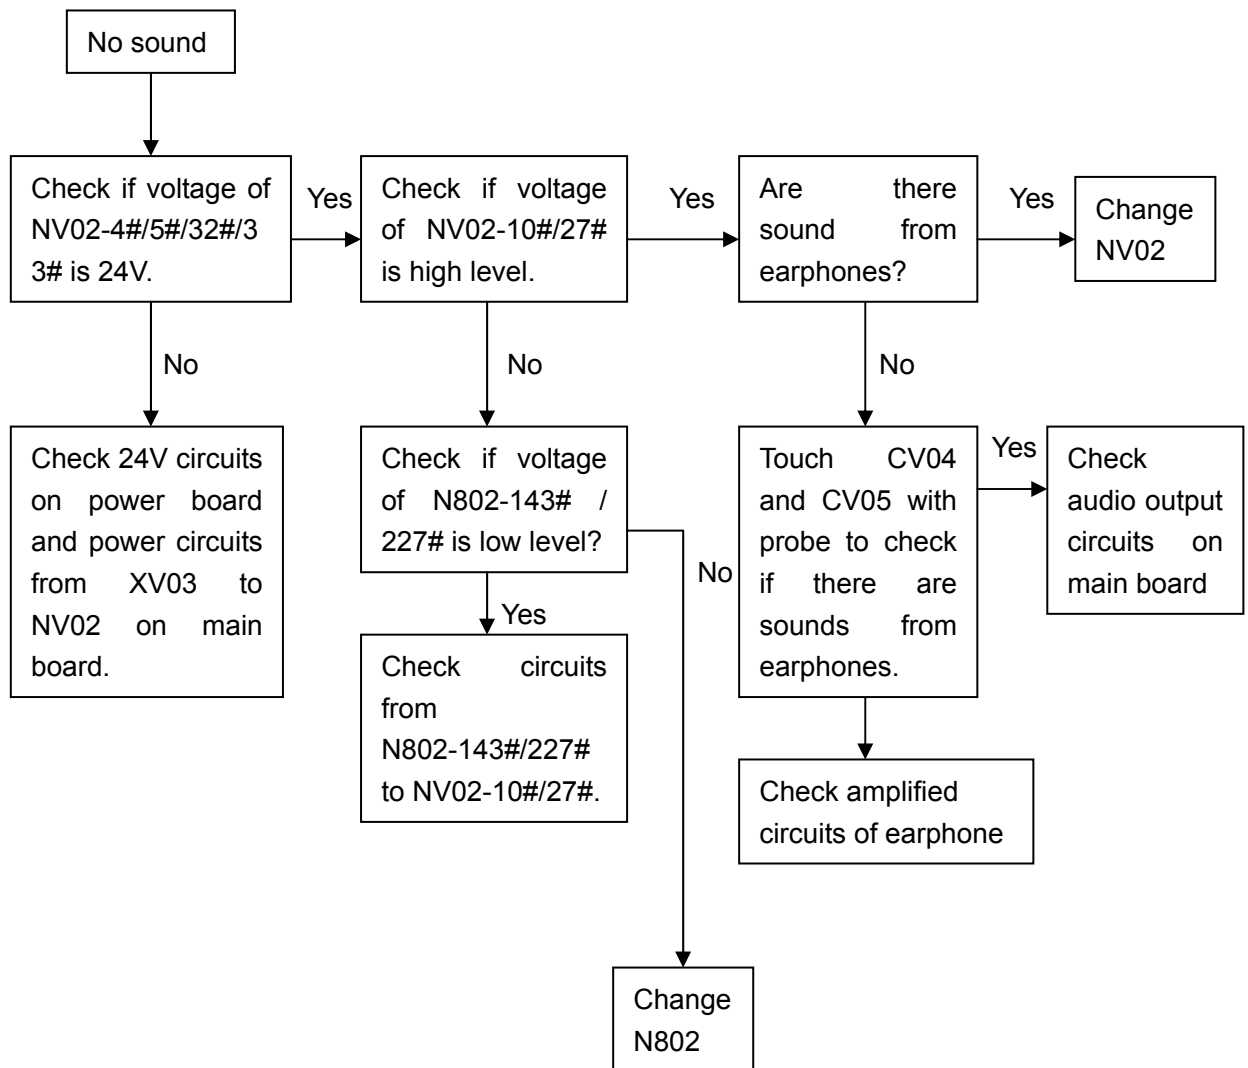 No sound
Check if voltage of
NV02-4#/5#/32#/3
3# is 24V.
Yes
Check if voltage
of NV02-10#/27#
is high level.
Yes
Are there
sound from
earphones?
Yes
Change
NV02
No
No
No
Check 24V circuits
on power board
and power circuits
from XV03 to
NV02 on main
board.
Check if voltage
of N802-143# /
227# is low level?
No
Touch CV04
and CV05 with
probe to check
if there are
sounds from
earphones.
Yes
Check
audio output
circuits on
main board
Yes
Check circuits
from
N802-143#/227#
to NV02-10#/27#.
Check amplified
circuits of earphone
Change
N802